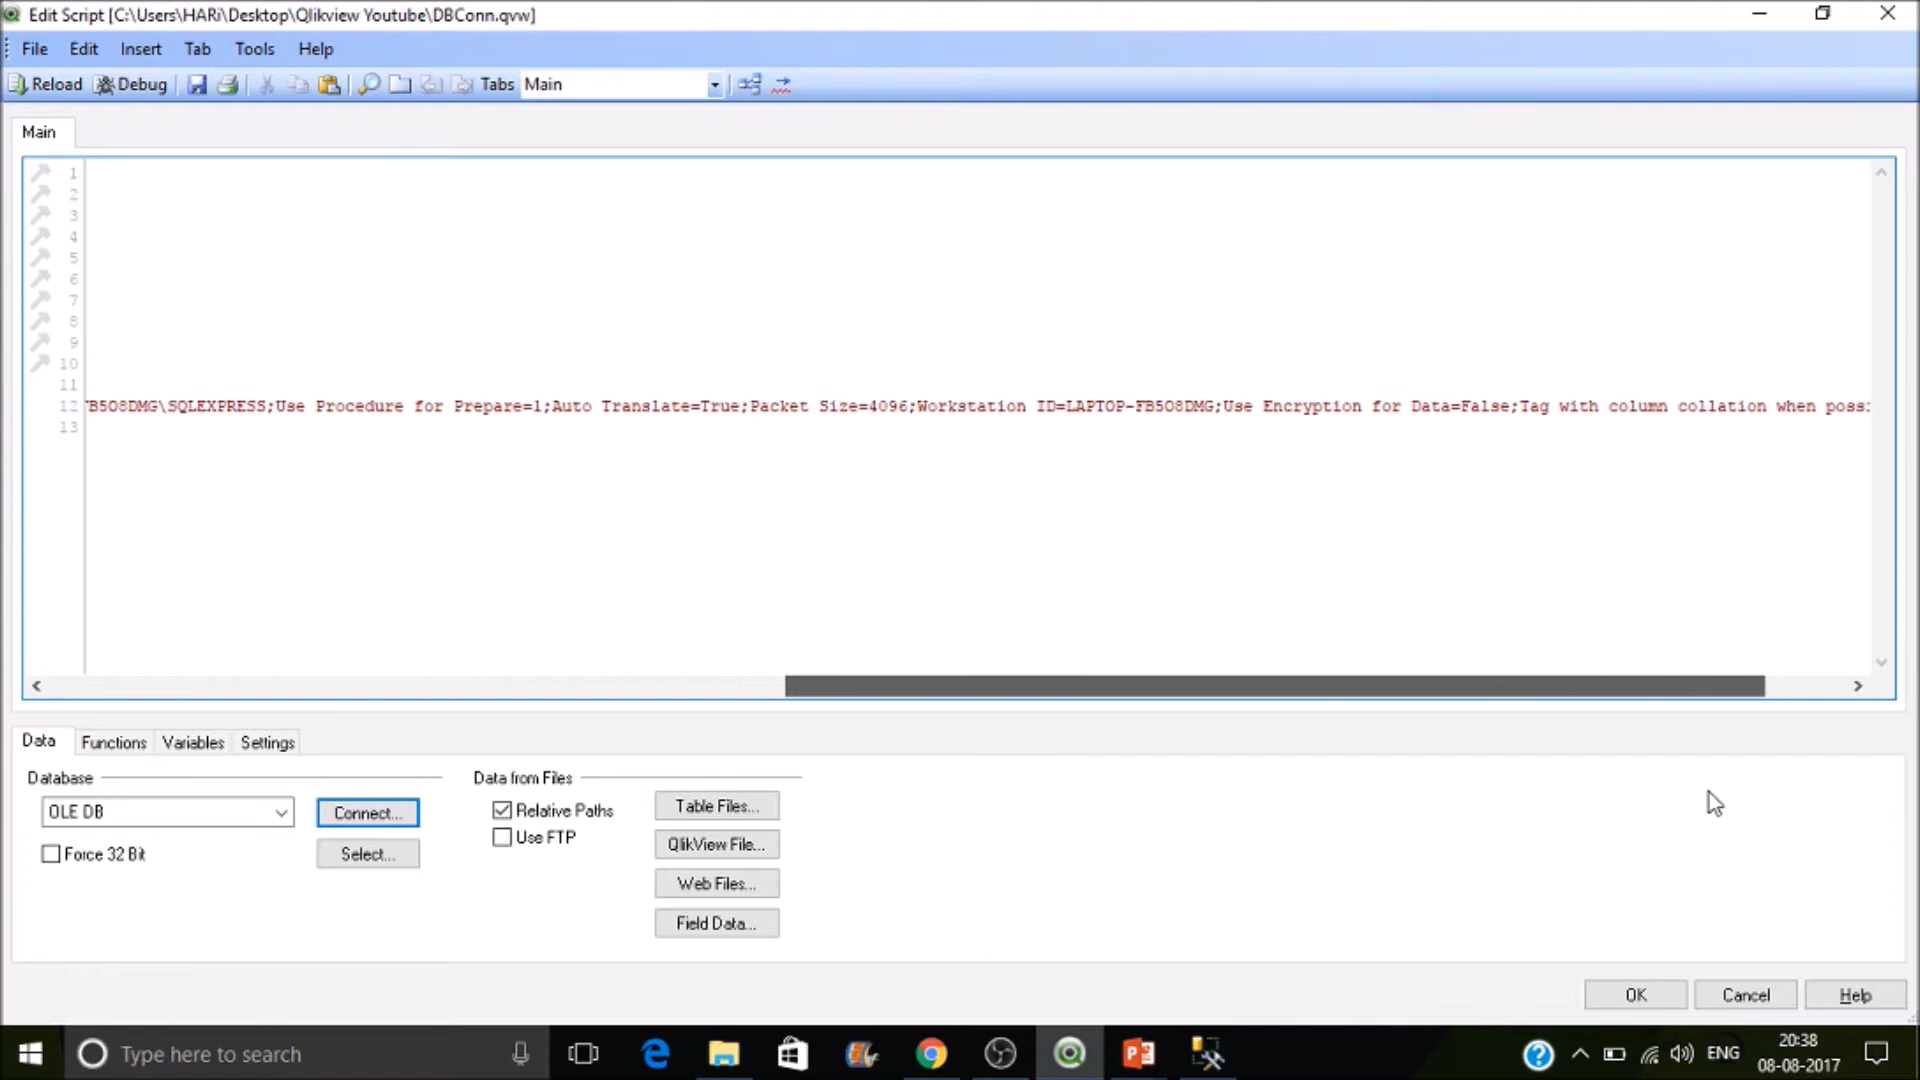 Edit Script [C:\Users\HARi\Desktop\Qlikview Youtube\DBConn.qvw]
File Edit Insert Tab Tools Help
Reload Debug Tabs Main
Main
1
2
3
4
5
6
7
8
9
10
11
12 B5O8DMG\SQLEXPRESS;Use Procedure for Prepare=1;Auto Translate=True;Packet Size=4096;Workstation ID=LAPTOP-FB5O8DMG;Use Encryption for Data=False;Tag with column collation when
13
Data Functions Variables Settings
Database Data from Files
OLE DB Connect... Relative Paths Table Files...
Use FTP
Force 32 Bit Select... QlikView File...
Web Files...
Field Data...
OK Cancel Help
Type here to search
ENG 20:38
08-08-2017